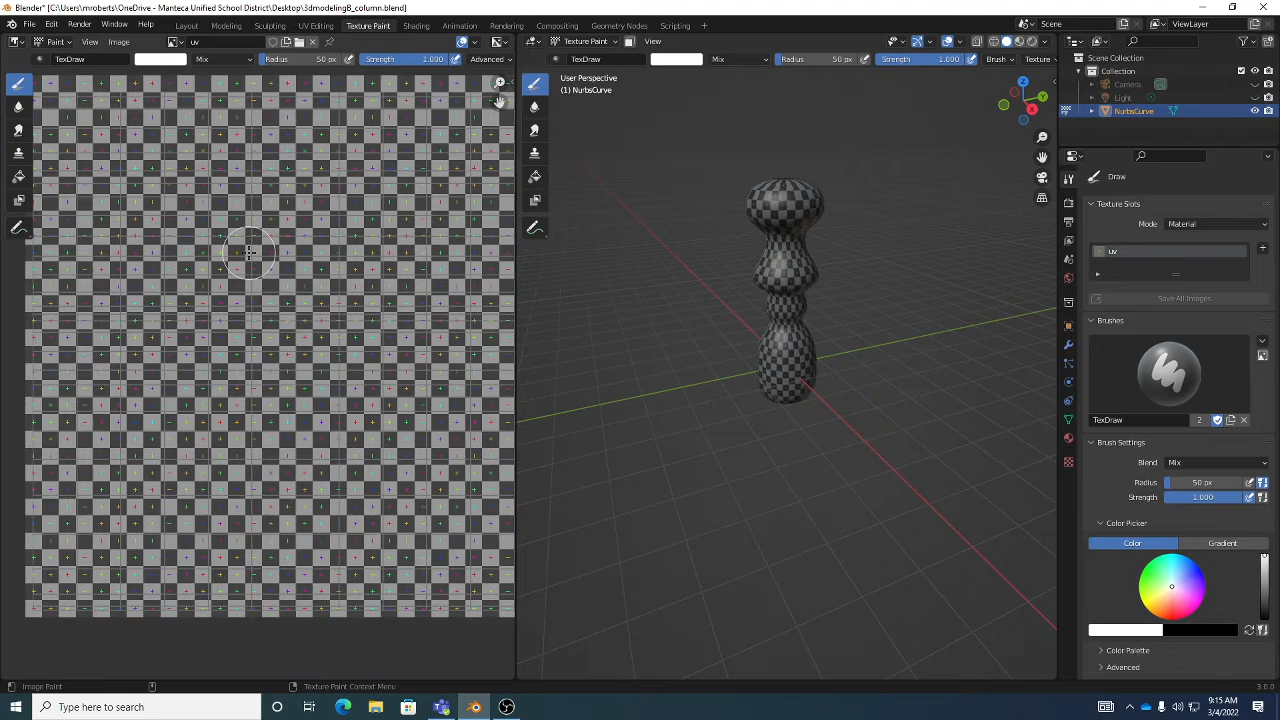 Blender* [C:\Users\mroberts\OneDrive - Manteca Unified School District\Desktop\3dmodeling8_column.blend]
File Edit Render Window Help Layout Modeling Sculpting UV Editing Texture Paint Shading Animation Rendering Compositing Geometry Nodes Scripting + Scene ViewLayer
Paint View Image uv Texture Paint View
TexDraw Mix Radius 50 px Strength 1.000 Advanced TexDraw Mix Radius 50 px Strength 1.000 Brush Texture
Scene Collection
Collection
Camera
Light
NurbsCurve
User Perspective
(1) NurbsCurve
Z
Y
X
Draw
Texture Slots
Mode Material
uv
Save All Images
Brushes
TexDraw 2
Brush Settings
Blend Mix
Radius 50 px
Strength 1.000
Color Picker
Color Gradient
Color Palette
Advanced
Image Paint Texture Paint Context Menu 3.0.0
Type here to search
9:15 AM
3/4/2022